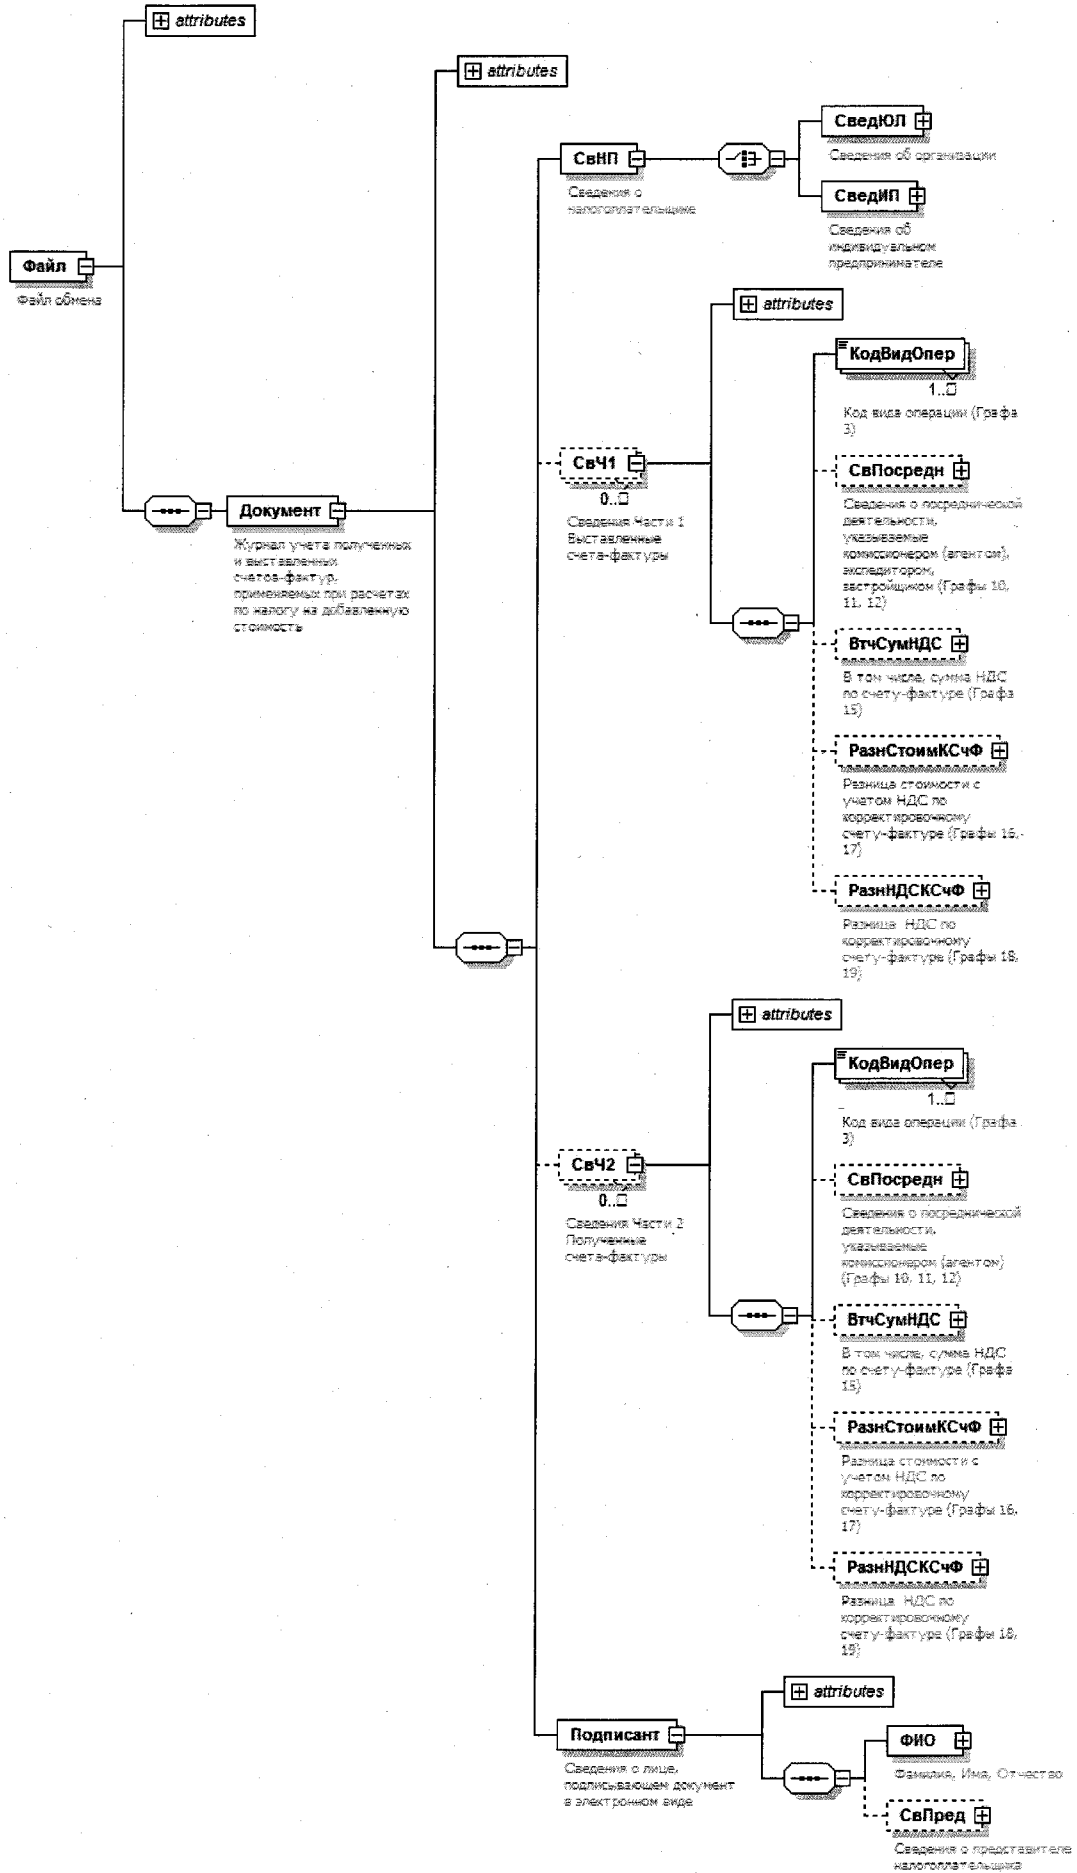 attributes
attributes
СведЮЛ
Сведения об организации
СвНП
Сведения о
налогоплательщике
СведИП
Сведения об
индивидуальном
предпринимателе
Файл
Файл обмена
attributes
КодВидОпер
1..
Код вида операции (Графа
3)
СвЧ1
0..
Сведения Части 1
Выставленные
счета-фактуры
СвПосредн
Сведения о посреднической
деятельности,
указываемые
комиссионером (агентом),
экспедитором,
застройщиком (Графы 10,
11, 12)
Документ
Журнал учета полученных
и выставленных
счетов-фактур,
применяемых при расчетах
по налогу на добавленную
стоимость
ВтчСумНДС
В том числе, сумма НДС
по счету-фактуре (Графа
15)
РазнСтоимКСчФ
Разница стоимости с
учетом НДС по
корректировочному
счету-фактуре (Графы 16,
17)
РазнНДСКСчФ
Разница НДС по
корректировочному
счету-фактуре (Графы 18,
19)
attributes
КодВидОпер
1..
Код вида операции (Графа
3)
СвЧ2
0..
Сведения Части 2
Полученные
счета-фактуры
СвПосредн
Сведения о посреднической
деятельности,
указываемые
комиссионером (агентом)
(Графы 10, 11, 12)
ВтчСумНДС
В том числе, сумма НДС
по счету-фактуре (Графа
15)
РазнСтоимКСчФ
Разница стоимости с
учетом НДС по
корректировочному
счету-фактуре (Графы 16,
17)
РазнНДСКСчФ
Разница НДС по
корректировочному
счету-фактуре (Графы 18,
19)
attributes
Подписант
Сведения о лице,
подписывающем документ
в электронном виде
ФИО
Фамилия, Имя, Отчество
СвПред
Сведения о представителе
налогоплательщика